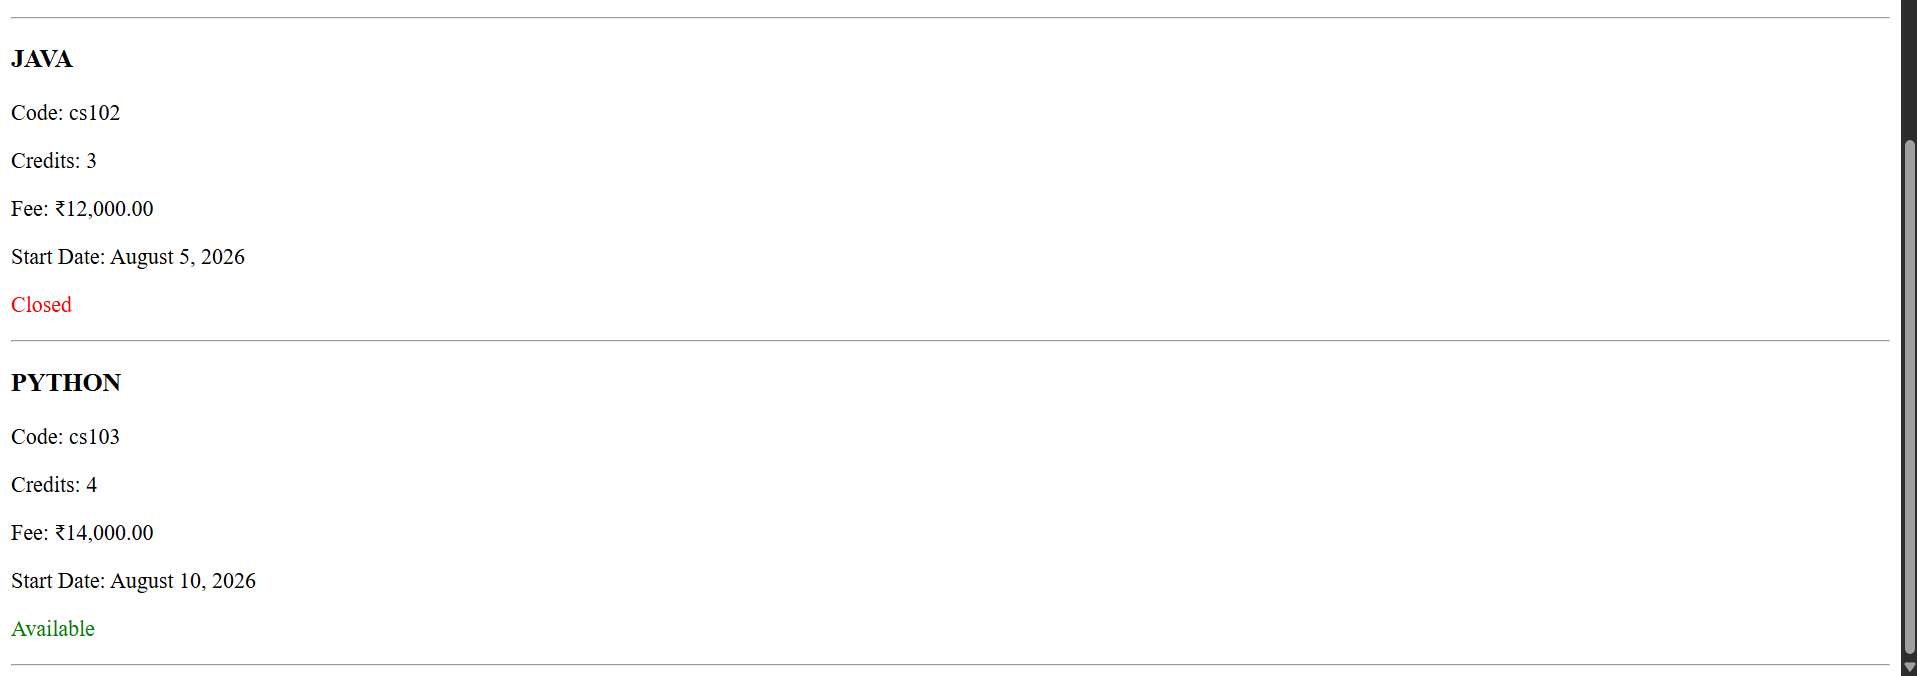 JAVA
Code: cs102
Credits: 3
Fee: ₹12,000.00
Start Date: August 5, 2026
Closed
PYTHON
Code: cs103
Credits: 4
Fee: ₹14,000.00
Start Date: August 10, 2026
Available